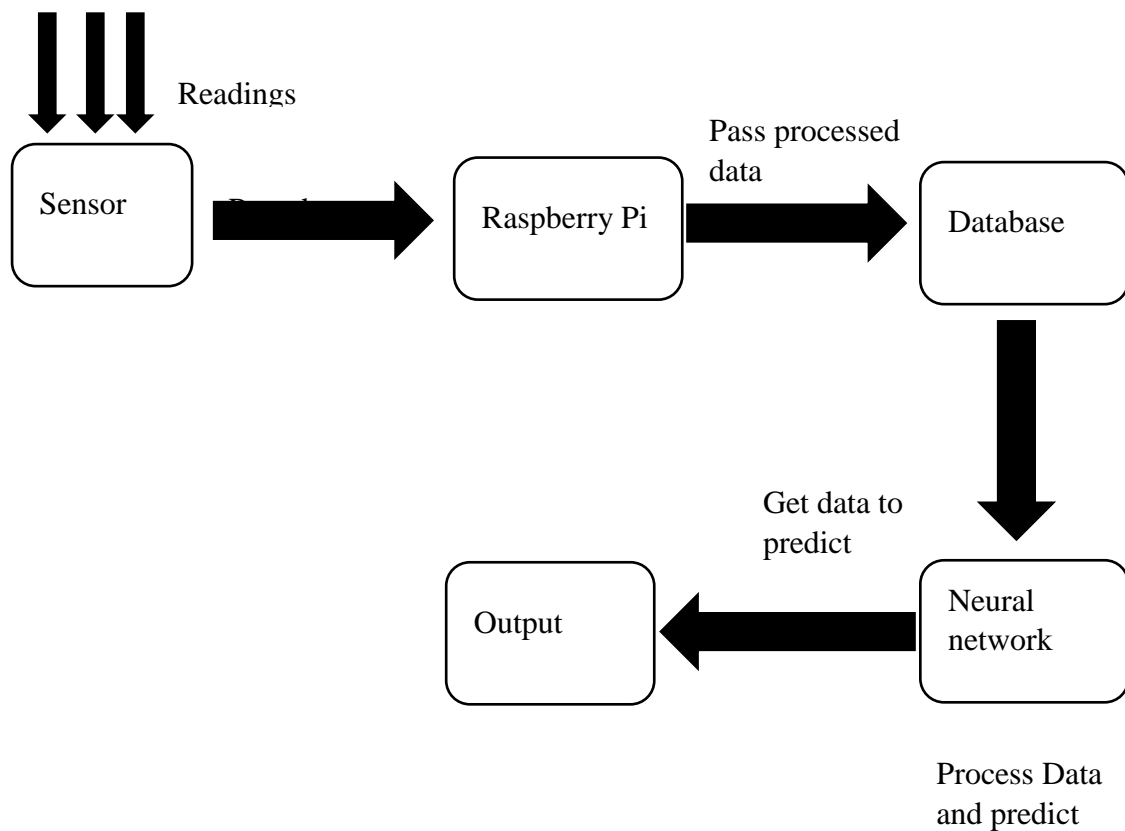 Readings
Sensor
Raspberry Pi
Pass processed
data
Database
Get data to
predict
Output
Neural
network
Process Data
and predict